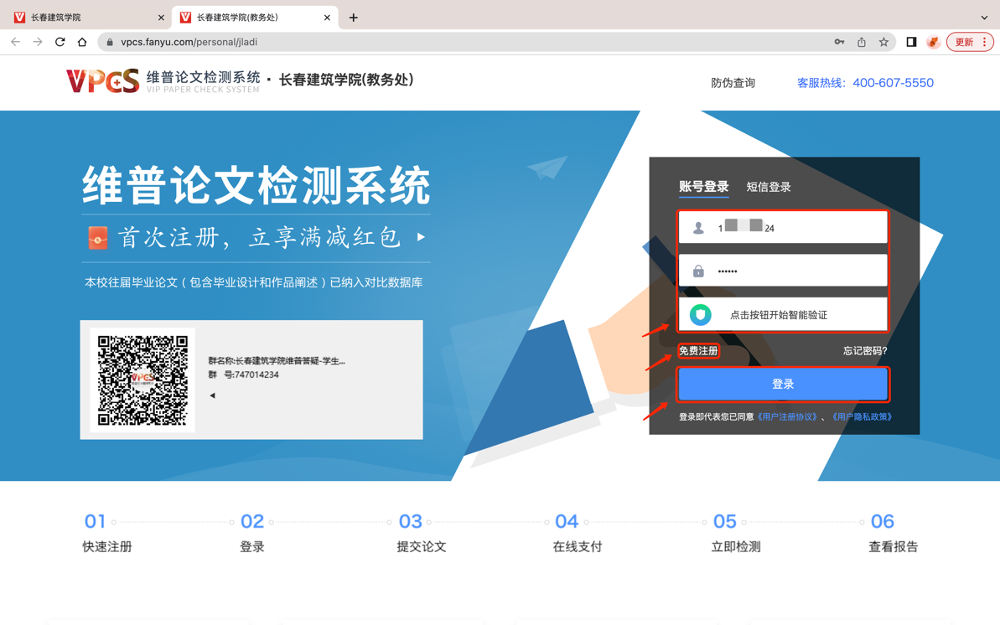 长春建筑学院
长春建筑学院(教务处)
vpcs.fanyu.com/personal/jladi
更新
VPCS 维普论文检测系统 · 长春建筑学院(教务处)
VIP PAPER CHECK SYSTEM
防伪查询
客服热线：400-607-5550
维普论文检测系统
首次注册，立享满减红包
本校往届毕业论文（包含毕业设计和作品阐述）已纳入对比数据库
VPCS
群名称:长春建筑学院维普答疑-学生...
群 号:747014234
账号登录 短信登录
1 24
••••••
点击按钮开始智能验证
免费注册 忘记密码?
登录
登录即代表您已同意《用户注册协议》、《用户隐私政策》
01 02 03 04 05 06
快速注册 登录 提交论文 在线支付 立即检测 查看报告